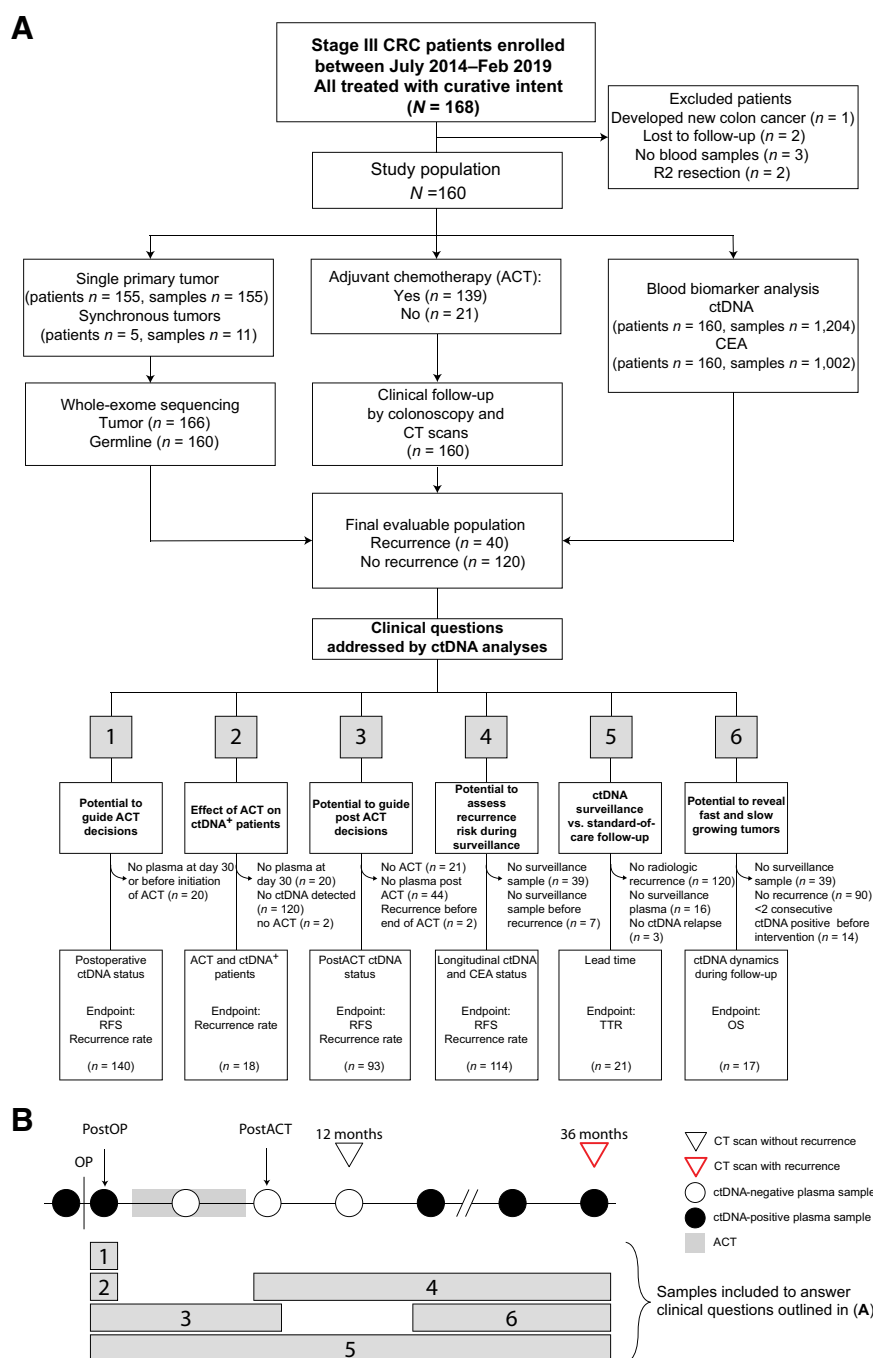 A
Stage III CRC patients enrolled
between July 2014–Feb 2019
All treated with curative intent
(N = 168)
Excluded patients
Developed new colon cancer (n = 1)
Lost to follow-up (n = 2)
No blood samples (n = 3)
R2 resection (n = 2)
Study population
N =160
Single primary tumor
(patients n = 155, samples n = 155)
Synchronous tumors
(patients n = 5, samples n = 11)
Adjuvant chemotherapy (ACT):
Yes (n = 139)
No (n = 21)
Blood biomarker analysis
ctDNA
(patients n = 160, samples n = 1,204)
CEA
(patients n = 160, samples n = 1,002)
Whole-exome sequencing
Tumor (n = 166)
Germline (n = 160)
Clinical follow-up
by colonoscopy and
CT scans
(n = 160)
Final evaluable population
Recurrence (n = 40)
No recurrence (n = 120)
Clinical questions
addressed by ctDNA analyses
1
2
3
4
5
6
Potential to
guide ACT
decisions
Effect of ACT on
ctDNA+ patients
Potential to guide
post ACT decisions
Potential to
assess
recurrence
risk during
surveillance
ctDNA
surveillance
vs. standard-of-
care follow-up
Potential to reveal
fast and slow
growing tumors
No plasma at day 30
or before initiation
of ACT (n = 20)
No plasma at
day 30 (n = 20)
No ctDNA detected
(n = 120)
no ACT (n = 2)
No ACT (n = 21)
No plasma post
ACT (n = 44)
Recurrence before
end of ACT (n = 2)
No surveillance
sample (n = 39)
No surveillance
sample before
recurrence (n = 7)
No radiologic
recurrence (n = 120)
No surveillance
plasma (n = 16)
No ctDNA relapse
(n = 3)
No surveillance
sample (n = 39)
No recurrence (n = 90)
<2 consecutive
ctDNA positive before
intervention (n = 14)
Postoperative
ctDNA status
Endpoint:
RFS
Recurrence rate
(n = 140)
ACT and ctDNA+
patients
Endpoint:
Recurrence rate
(n = 18)
PostACT ctDNA
status
Endpoint:
RFS
Recurrence rate
(n = 93)
Longitudinal ctDNA
and CEA status
Endpoint:
RFS
Recurrence rate
(n = 114)
Lead time
Endpoint:
TTR
(n = 21)
ctDNA dynamics
during follow-up
Endpoint:
OS
(n = 17)
B
PostOP
OP
PostACT
12 months
36 months
CT scan without recurrence
CT scan with recurrence
ctDNA-negative plasma sample
ctDNA-positive plasma sample
ACT
1
2
4
3
6
5
Samples included to answer
clinical questions outlined in (A)